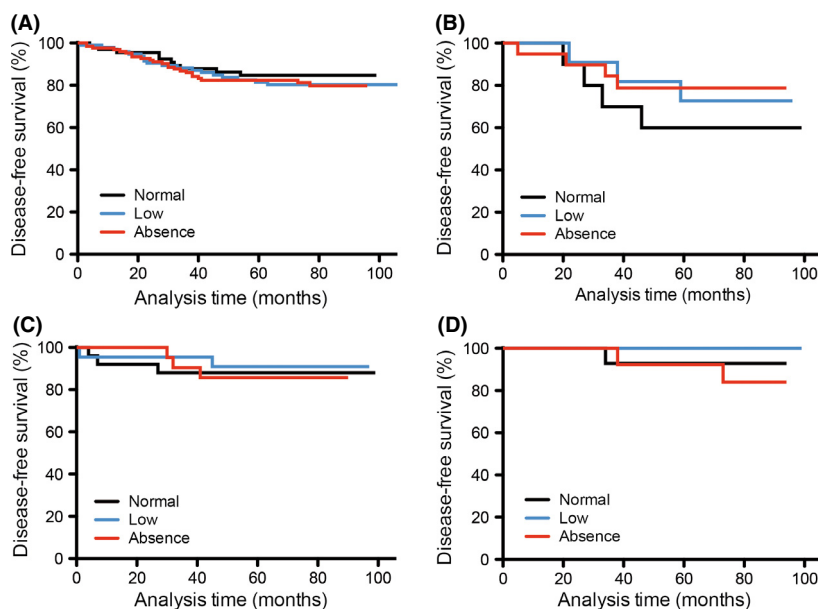 (A)
Disease-free survival (%)
100
80
60
40
20
0
Normal
Low
Absence
0 20 40 60 80 100
Analysis time (months)
(B)
Disease-free survival (%)
100
80
60
40
20
0
Normal
Low
Absence
0 20 40 60 80 100
Analysis time (months)
(C)
Disease-free survival (%)
100
80
60
40
20
0
Normal
Low
Absence
0 20 40 60 80 100
Analysis time (months)
(D)
Disease-free survival (%)
100
80
60
40
20
0
Normal
Low
Absence
0 20 40 60 80 100
Analysis time (months)